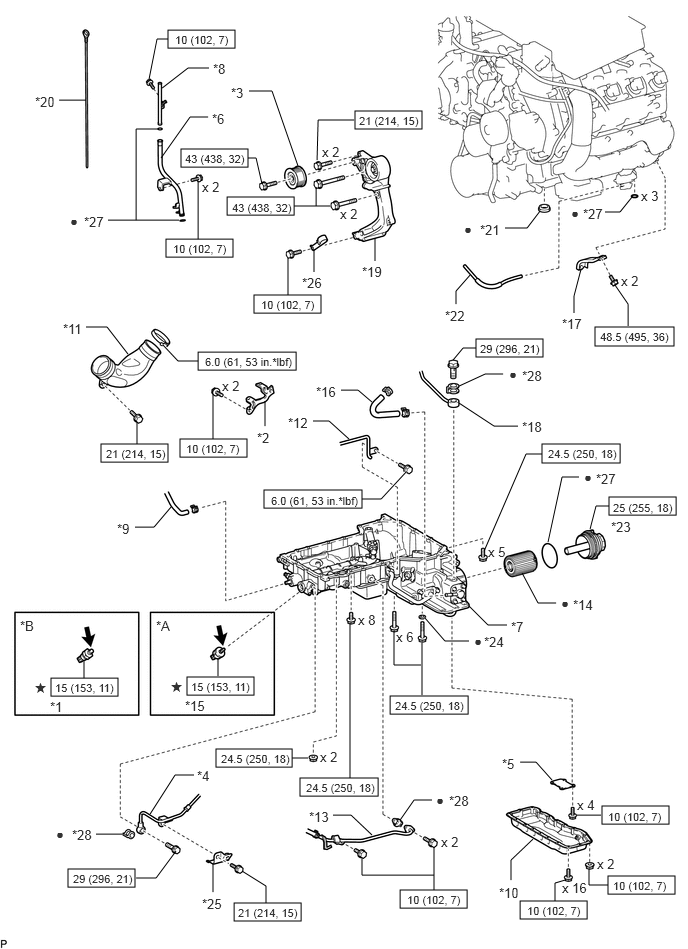 10 (102, 7)
*8
*3
*20
*6
21 (214, 15)
x 2
43 (438, 32)
x 2
43 (438, 32)
x 2
● *27
10 (102, 7)
*26
*19
10 (102, 7)
● *21
● *27
x 3
*22
*17
x 2
48.5 (495, 36)
*11
6.0 (61, 53 in.*lbf)
29 (296, 21)
● *28
*16
*18
x 2
*2
10 (102, 7)
21 (214, 15)
*12
24.5 (250, 18)
6.0 (61, 53 in.*lbf)
● *27
25 (255, 18)
*23
*9
x 5
● *14
*7
*B
★ 15 (153, 11)
*1
*A
★ 15 (153, 11)
*15
x 8
x 6
● *24
24.5 (250, 18)
24.5 (250, 18)
x 2
24.5 (250, 18)
*5
*4
x 4
10 (102, 7)
● *28
*13
● *28
x 2
29 (296, 21)
*25
21 (214, 15)
10 (102, 7)
*10
x 2
10 (102, 7)
x 16
10 (102, 7)
P